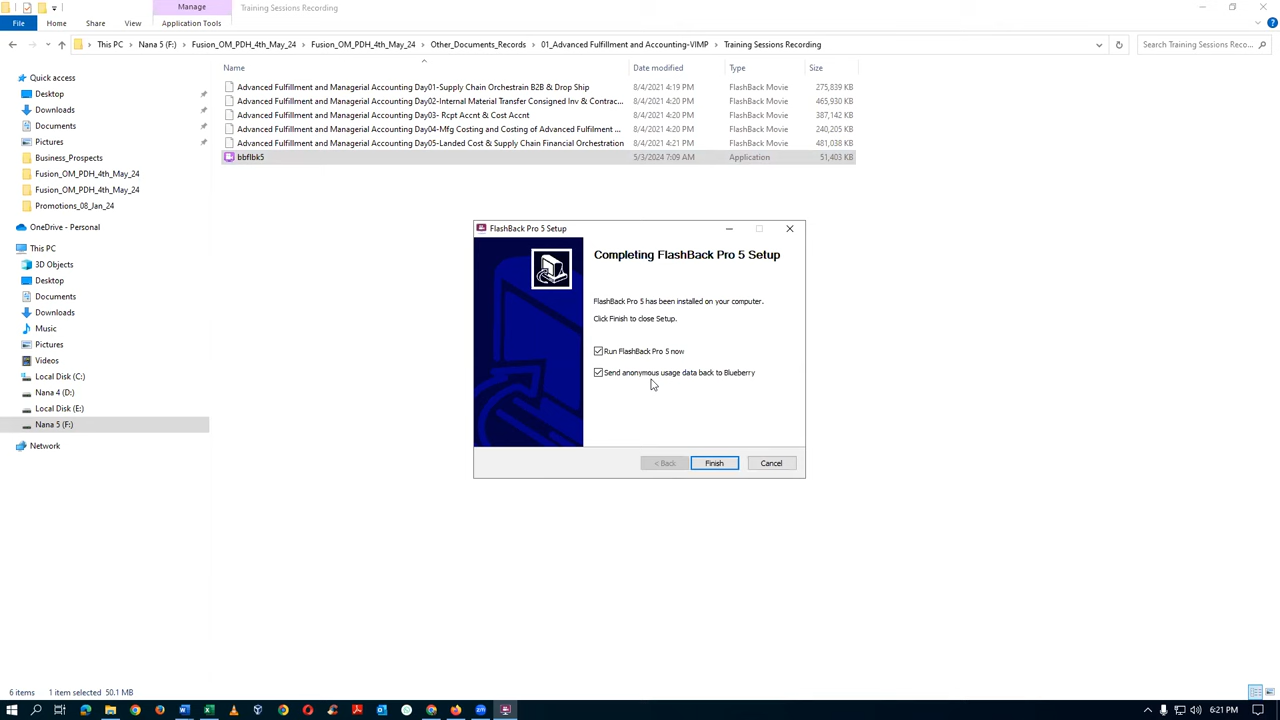 Manage
Training Sessions Recording
File
Home
Share
View
Application Tools
This PC
Nana 5 (F:)
Fusion_OM_PDH_4th_May_24
Fusion_OM_PDH_4th_May_24
Other_Documents_Records
01_Advanced Fulfillment and Accounting-VIMP
Training Sessions Recording
Search Training Sessions Reco...
Name
Date modified
Type
Size
Quick access
Desktop
Downloads
Documents
Pictures
Business_Prospects
Fusion_OM_PDH_4th_May_24
Fusion_OM_PDH_4th_May_24
Promotions_08_Jan_24
OneDrive - Personal
This PC
3D Objects
Desktop
Documents
Downloads
Music
Pictures
Videos
Local Disk (C:)
Nana 4 (D:)
Local Disk (E:)
Nana 5 (F:)
Network
Advanced Fulfillment and Managerial Accounting Day01-Supply Chain Orchestrain B2B & Drop Ship 8/4/2021 4:19 PM FlashBack Movie 275,839 KB
Advanced Fulfillment and Managerial Accounting Day02-Internal Material Transfer Consigned Inv & Contrac... 8/4/2021 4:20 PM FlashBack Movie 465,930 KB
Advanced Fulfillment and Managerial Accounting Day03- Rcpt Accnt & Cost Accnt 8/4/2021 4:20 PM FlashBack Movie 387,142 KB
Advanced Fulfillment and Managerial Accounting Day04-Mfg Costing and Costing of Advanced Fulfilment ... 8/4/2021 4:20 PM FlashBack Movie 240,205 KB
Advanced Fulfillment and Managerial Accounting Day05-Landed Cost & Supply Chain Financial Orchestration 8/4/2021 4:21 PM FlashBack Movie 481,038 KB
bbflbk5 5/3/2024 7:09 AM Application 51,403 KB
FlashBack Pro 5 Setup
Completing FlashBack Pro 5 Setup
FlashBack Pro 5 has been installed on your computer.
Click Finish to close Setup.
Run FlashBack Pro 5 now
Send anonymous usage data back to Blueberry
< Back
Finish
Cancel
6 items
1 item selected 50.1 MB
6:21 PM